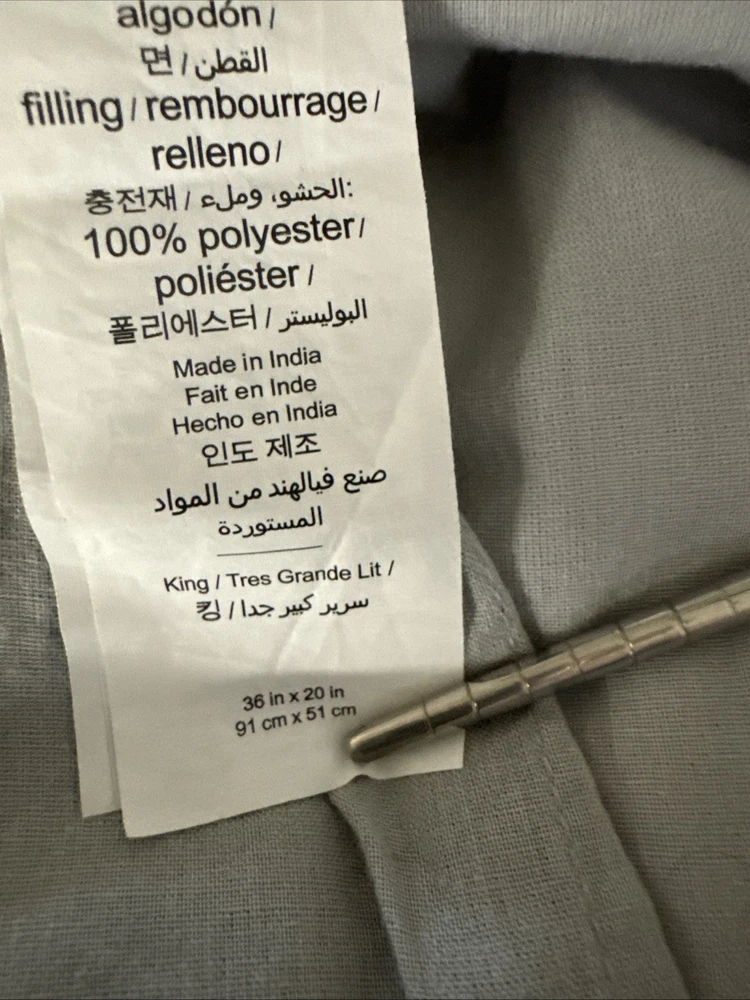 algodón /
면 / القطن
filling / rembourrage /
relleno /
충전재 / الحشو، وملء:
100% polyester /
poliéster /
폴리에스터 / البوليستر
Made in India
Fait en Inde
Hecho en India
인도 제조
صنع فيالهند من المواد
المستوردة
King / Tres Grande Lit /
킹 / سرير كبير جدا
36 in x 20 in
91 cm x 51 cm